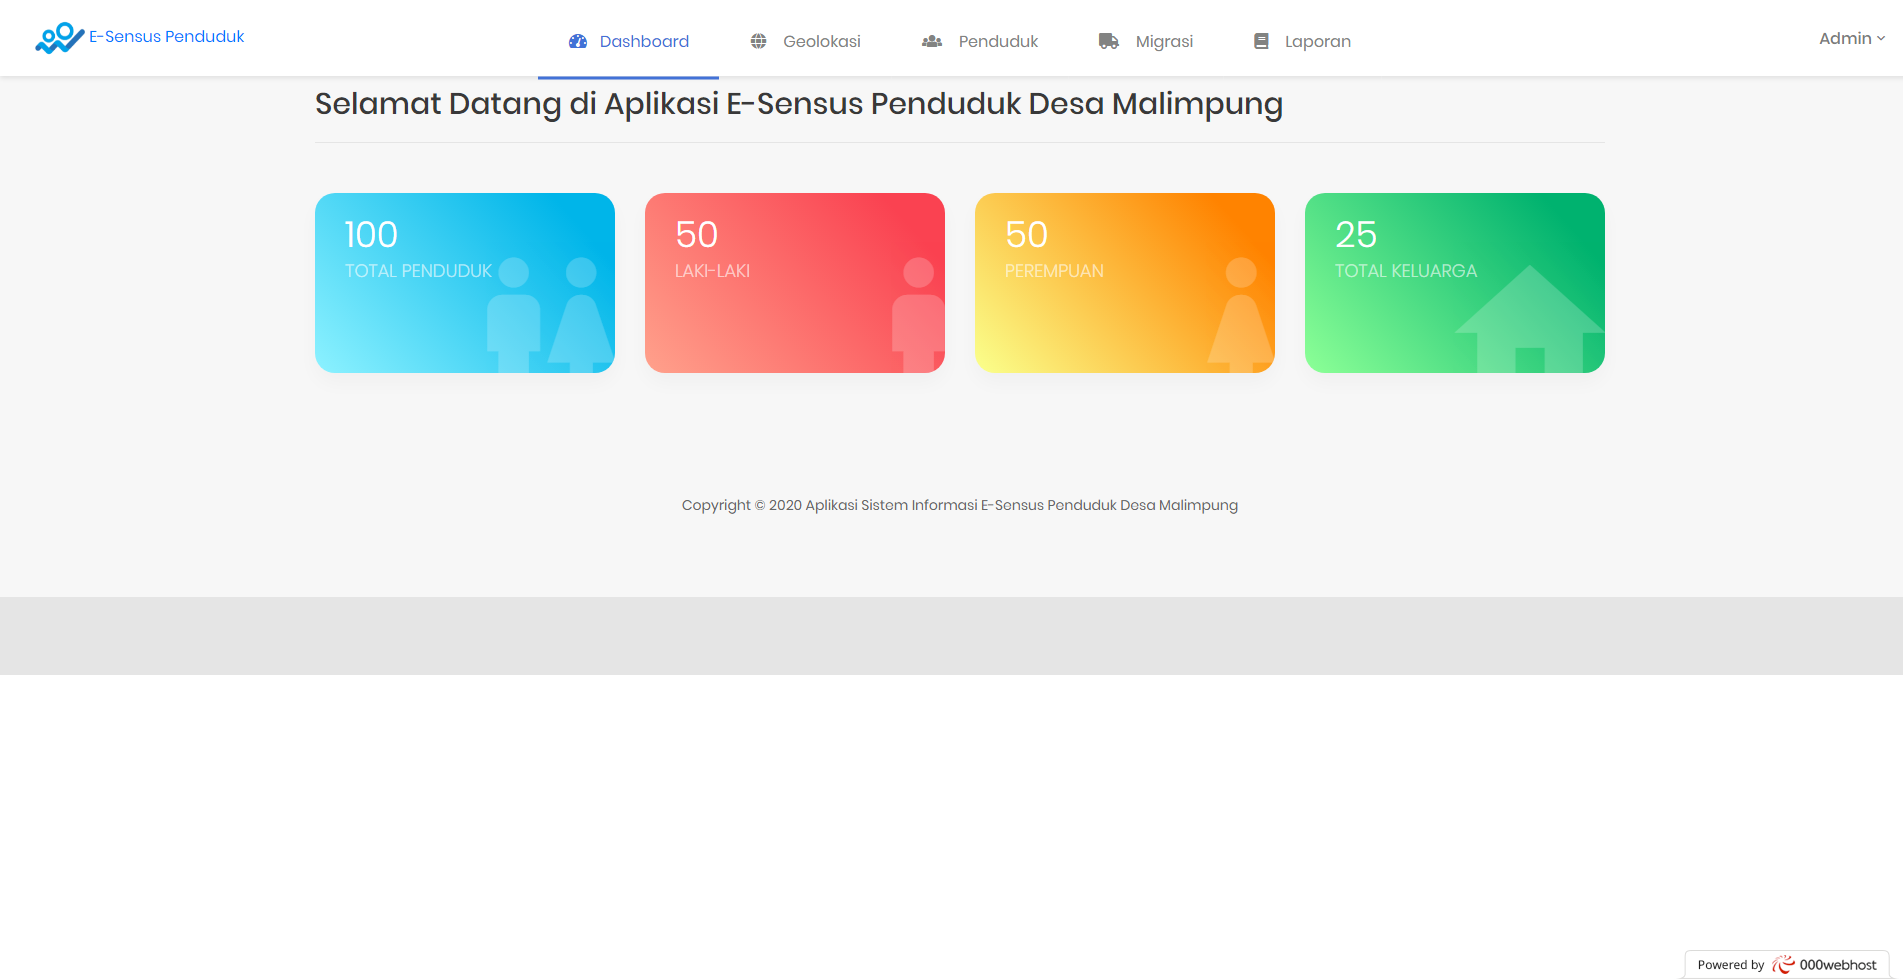 E-Sensus Penduduk
Dashboard
Geolokasi
Penduduk
Migrasi
Laporan
Admin
Selamat Datang di Aplikasi E-Sensus Penduduk Desa Malimpung
100
TOTAL PENDUDUK
50
LAKI-LAKI
50
PEREMPUAN
25
TOTAL KELUARGA
Copyright © 2020 Aplikasi Sistem Informasi E-Sensus Penduduk Desa Malimpung
Powered by 000webhost